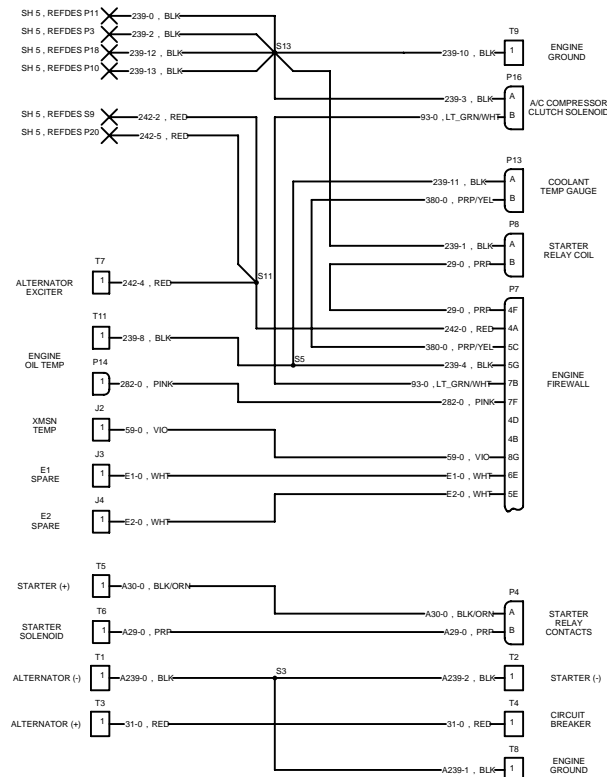 SH 5 , REFDES P11
239-0 , BLK
SH 5 , REFDES P3
239-2 , BLK
SH 5 , REFDES P18
239-12 , BLK
SH 5 , REFDES P10
239-13 , BLK
S13
239-10 , BLK
T9
1
ENGINE
GROUND
P16
239-3 , BLK
A
93-0 , LT_GRN/WHT
B
A/C COMPRESSOR
CLUTCH SOLENOID
SH 5 , REFDES S9
242-2 , RED
SH 5 , REFDES P20
242-5 , RED
P13
239-11 , BLK
A
380-0 , PRP/YEL
B
COOLANT
TEMP GAUGE
P8
239-1 , BLK
A
29-0 , PRP
B
STARTER
RELAY COIL
T7
ALTERNATOR
EXCITER
1
242-4 , RED
S11
T11
1
239-8 , BLK
ENGINE
OIL TEMP
P14
1
282-0 , PINK
S5
XMSN
TEMP
J2
1
59-0 , VIO
J3
E1
SPARE
1
E1-0 , WHT
J4
E2
SPARE
1
E2-0 , WHT
P7
29-0 , PRP
4F
242-0 , RED
4A
380-0 , PRP/YEL
5C
239-4 , BLK
5G
93-0 , LT_GRN/WHT
7B
282-0 , PINK
7F
4D
4B
59-0 , VIO
8G
E1-0 , WHT
6E
E2-0 , WHT
5E
ENGINE
FIREWALL
T5
STARTER (+)
1
A30-0 , BLK/ORN
T6
STARTER
SOLENOID
1
A29-0 , PRP
P4
A30-0 , BLK/ORN
A
A29-0 , PRP
B
STARTER
RELAY
CONTACTS
T1
ALTERNATOR (-)
1
A239-0 , BLK
S3
T2
A239-2 , BLK
1
STARTER (-)
T3
ALTERNATOR (+)
1
31-0 , RED
T4
31-0 , RED
1
CIRCUIT
BREAKER
T8
A239-1 , BLK
1
ENGINE
GROUND